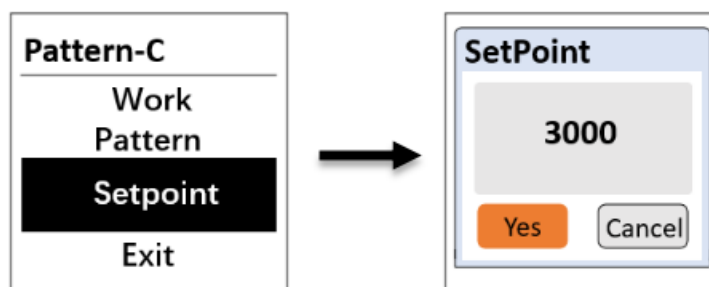 Pattern-C
Work
Pattern
Setpoint
Exit
SetPoint
3000
Yes
Cancel